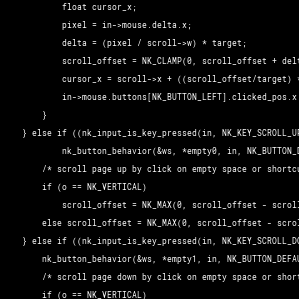 float cursor_x;
pixel = in->mouse.delta.x;
delta = (pixel / scroll->w) * target;
scroll_offset = NK_CLAMP(0, scroll_offset + delt
cursor_x = scroll->x + ((scroll_offset/target)
in->mouse.buttons[NK_BUTTON_LEFT].clicked_pos.x
}
} else if ((nk_input_is_key_pressed(in, NK_KEY_SCROLL_UP
nk_button_behavior(&ws, *empty0, in, NK_BUTTON_D
/* scroll page up by click on empty space or shortcu
if (o == NK_VERTICAL)
scroll_offset = NK_MAX(0, scroll_offset - scrol
else scroll_offset = NK_MAX(0, scroll_offset - scrol
} else if ((nk_input_is_key_pressed(in, NK_KEY_SCROLL_DO
nk_button_behavior(&ws, *empty1, in, NK_BUTTON_DEFAU
/* scroll page down by click on empty space or short
if (o == NK_VERTICAL)